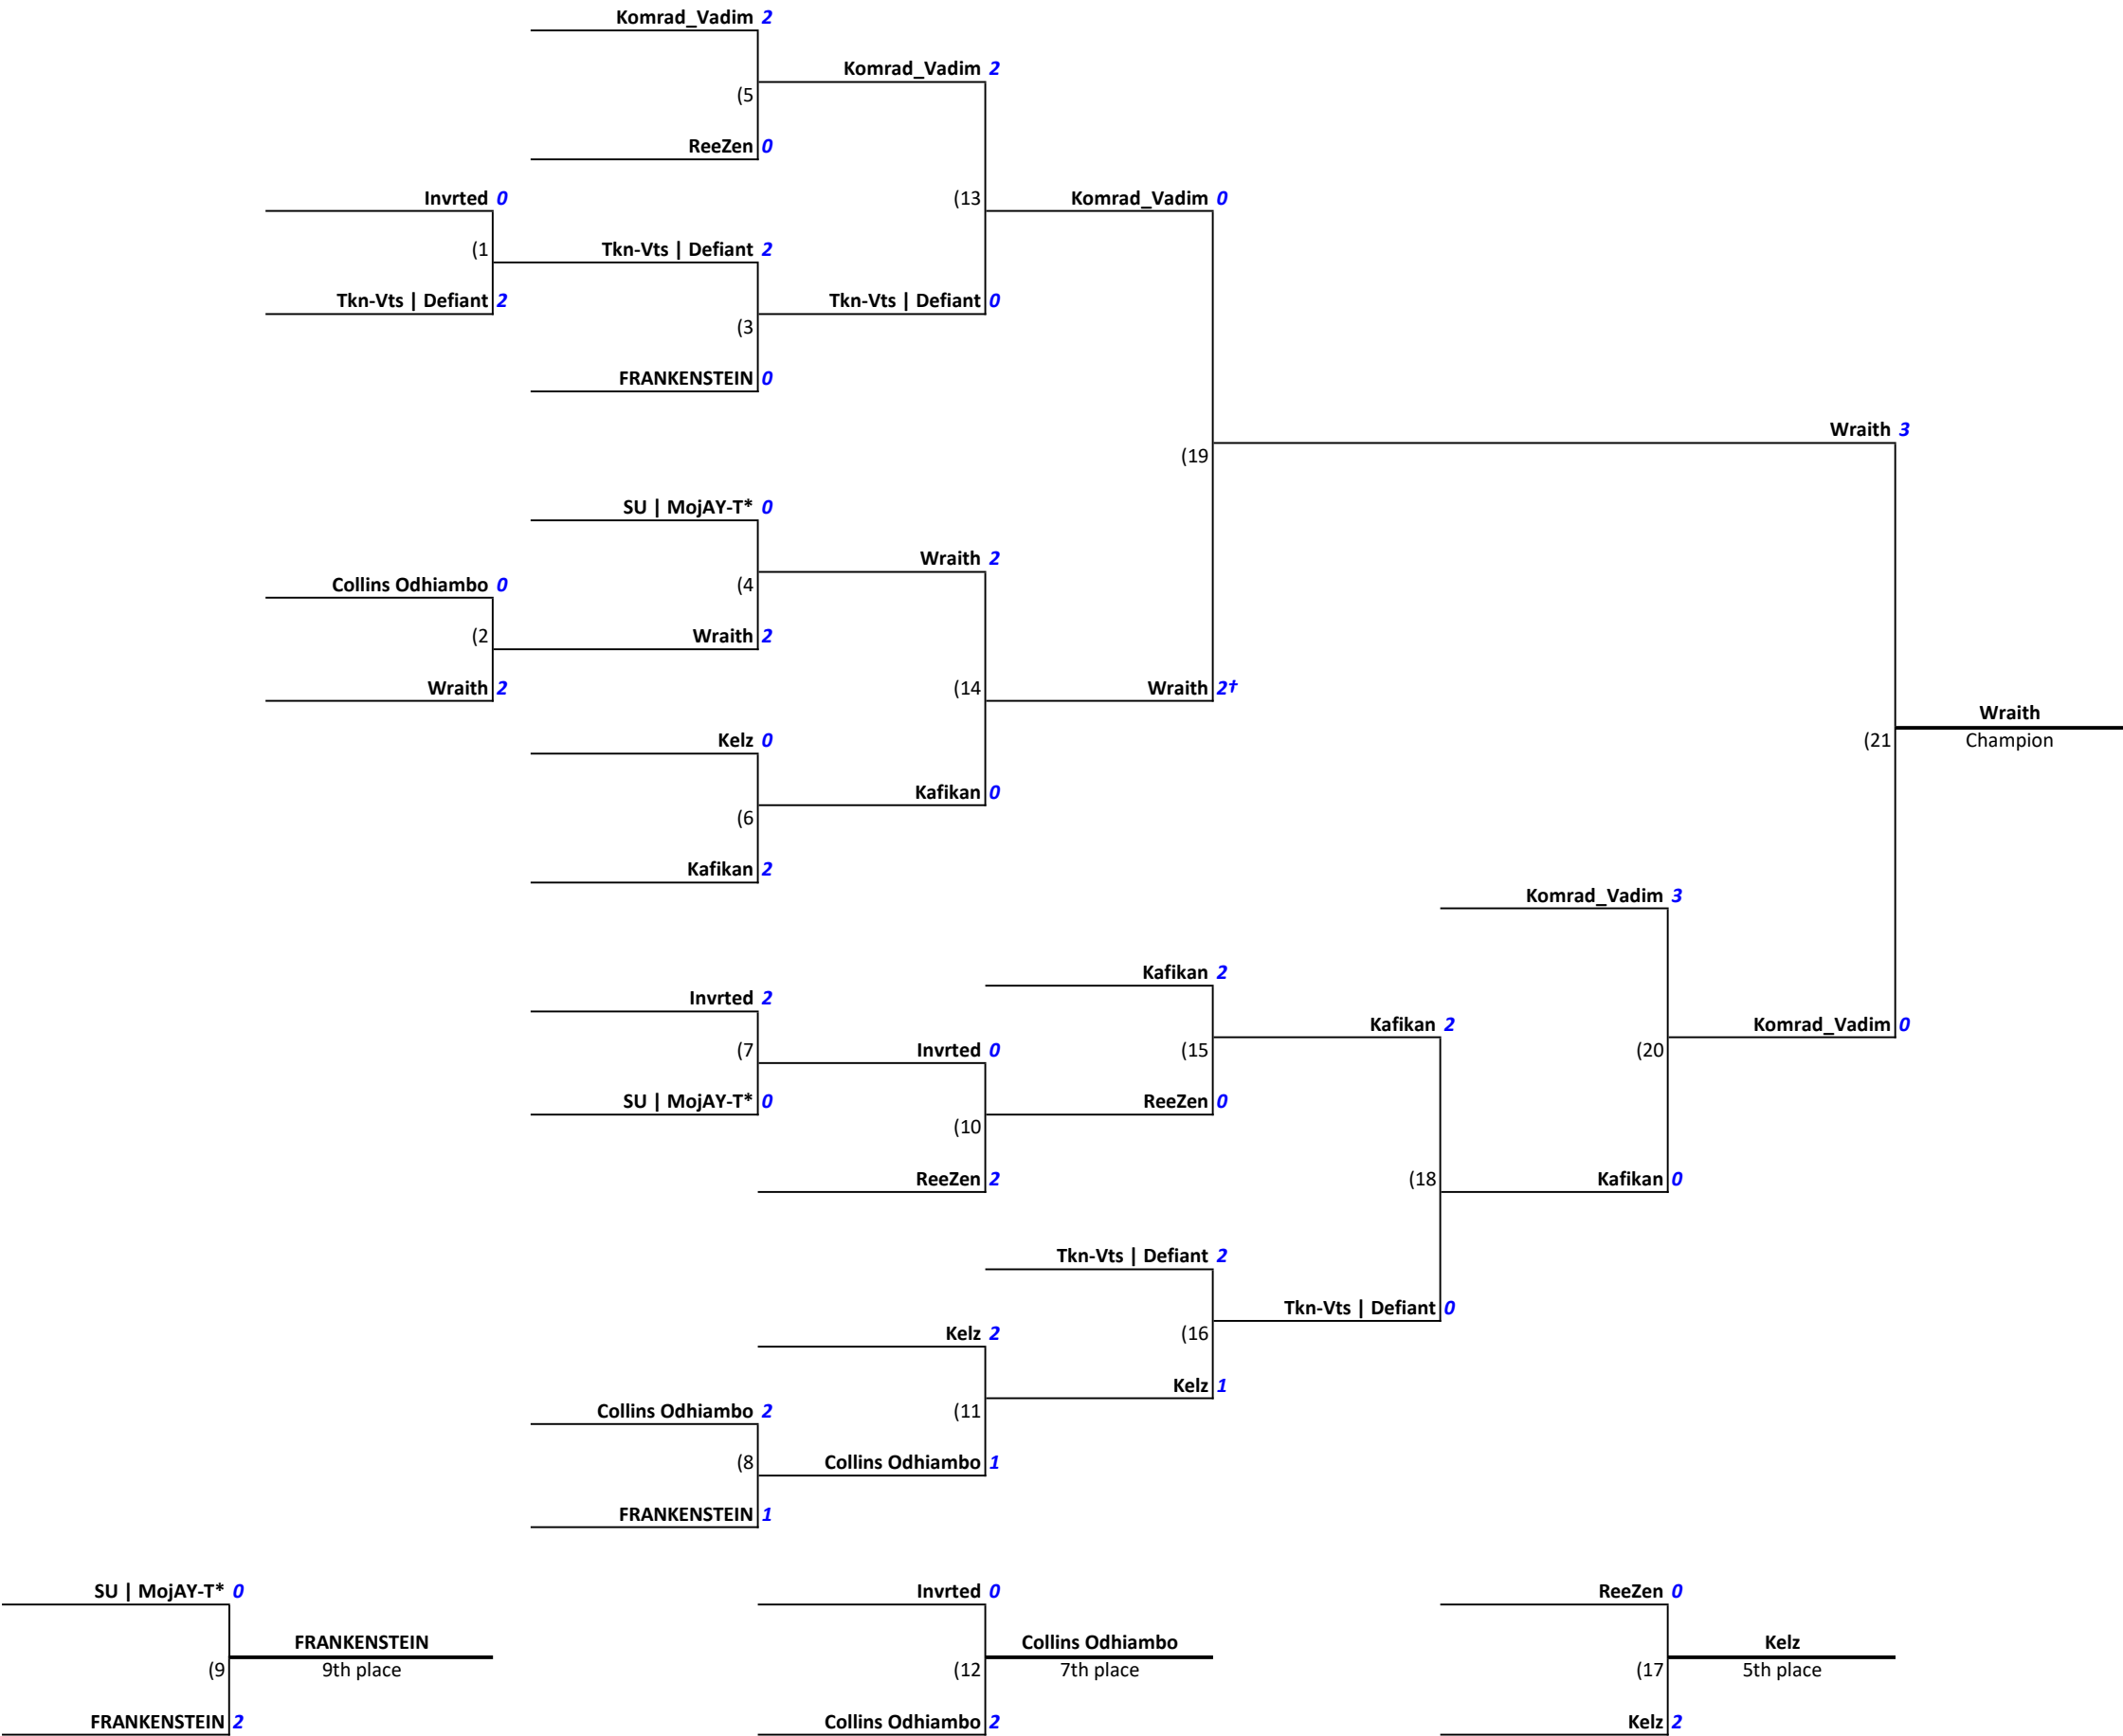 Komrad_Vadim 2
Komrad_Vadim 2
(5
ReeZen 0
Invrted 0
(13
Komrad_Vadim 0
(1
Tkn-Vts | Defiant 2
Tkn-Vts | Defiant 2
Tkn-Vts | Defiant 0
(3
FRANKENSTEIN 0
Wraith 3
(19
SU | MojAY-T* 0
Wraith 2
Collins Odhiambo 0
(4
(2
Wraith 2
Wraith 2
(14
Wraith 2†
Wraith
Kelz 0
(21
Champion
Kafikan 0
(6
Kafikan 2
Komrad_Vadim 3
Kafikan 2
Invrted 2
Kafikan 2
Komrad_Vadim 0
(7
Invrted 0
(15
(20
SU | MojAY-T* 0
ReeZen 0
(10
ReeZen 2
(18
Kafikan 0
Tkn-Vts | Defiant 2
Tkn-Vts | Defiant 0
Kelz 2
(16
Kelz 1
Collins Odhiambo 2
(11
(8
Collins Odhiambo 1
FRANKENSTEIN 1
SU | MojAY-T* 0
Invrted 0
ReeZen 0
FRANKENSTEIN
Collins Odhiambo
Kelz
(9
9th place
(12
7th place
(17
5th place
FRANKENSTEIN 2
Collins Odhiambo 2
Kelz 2